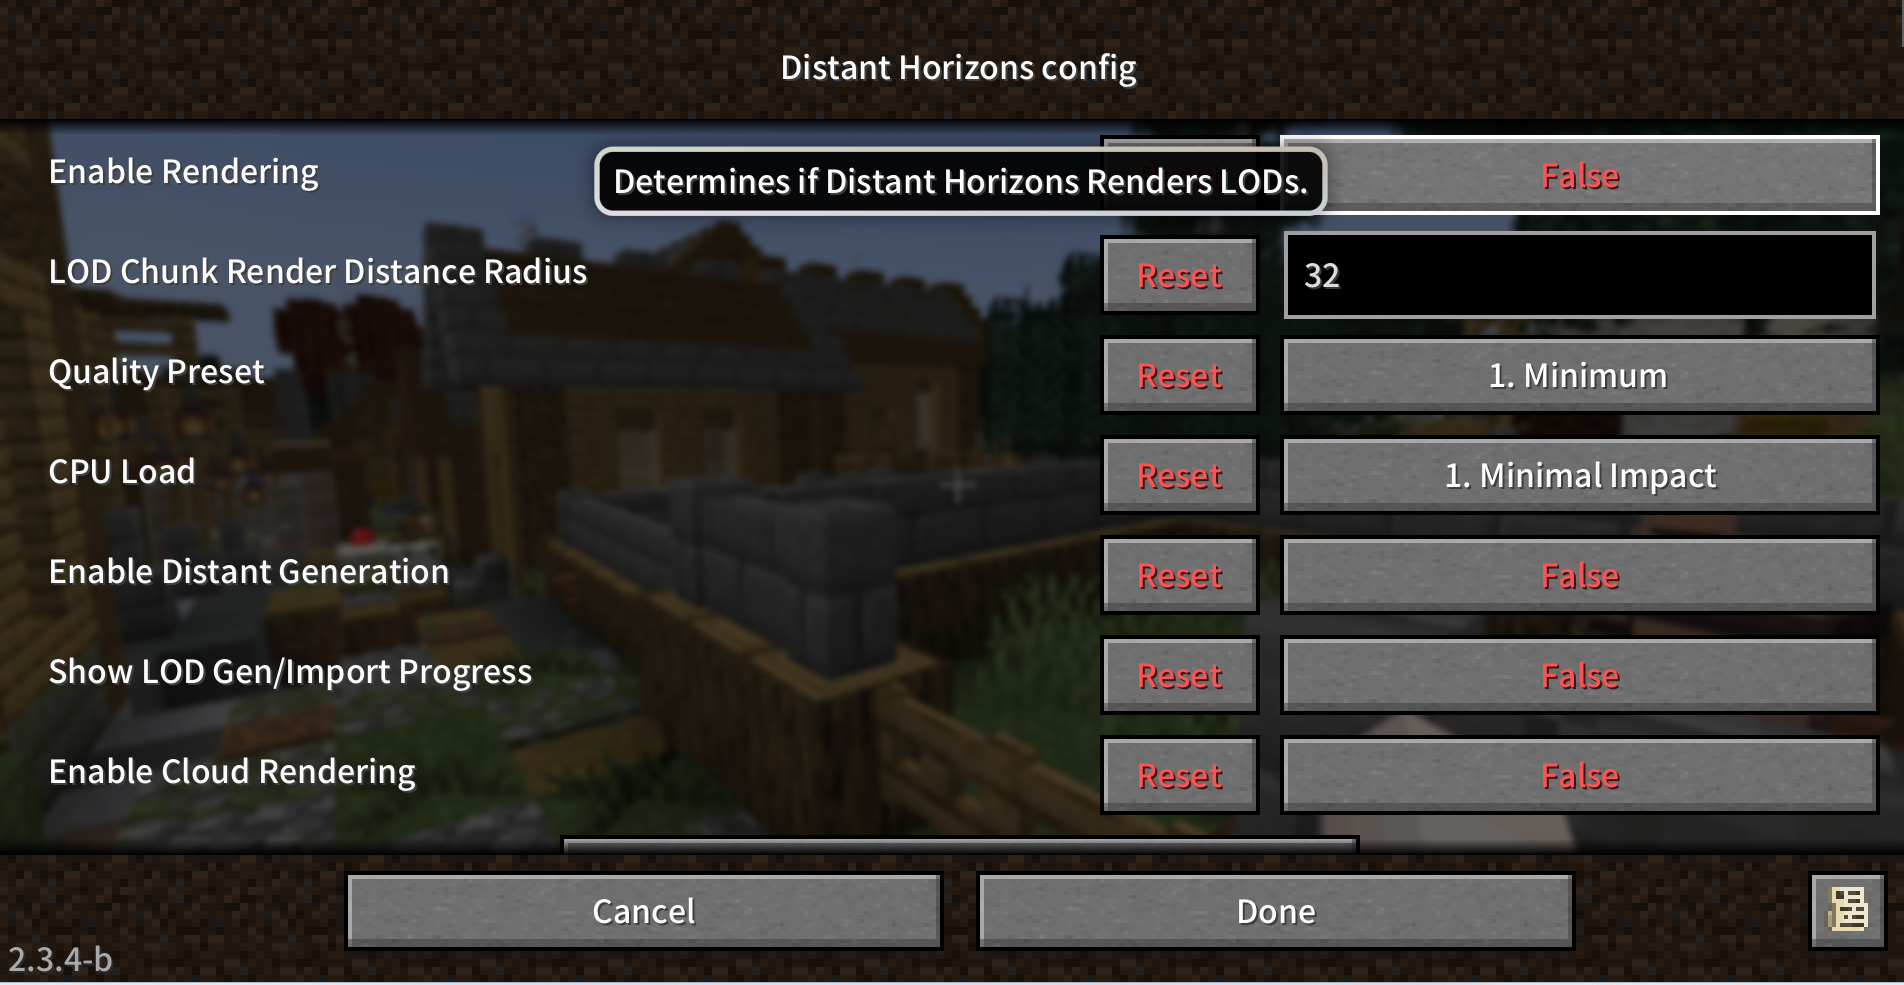 Distant Horizons config
Enable Rendering
Determines if Distant Horizons Renders LODs.
False
LOD Chunk Render Distance Radius
Reset
32
Quality Preset
Reset
1. Minimum
CPU Load
Reset
1. Minimal Impact
Enable Distant Generation
Reset
False
Show LOD Gen/Import Progress
Reset
False
Enable Cloud Rendering
Reset
False
Cancel
Done
2.3.4-b